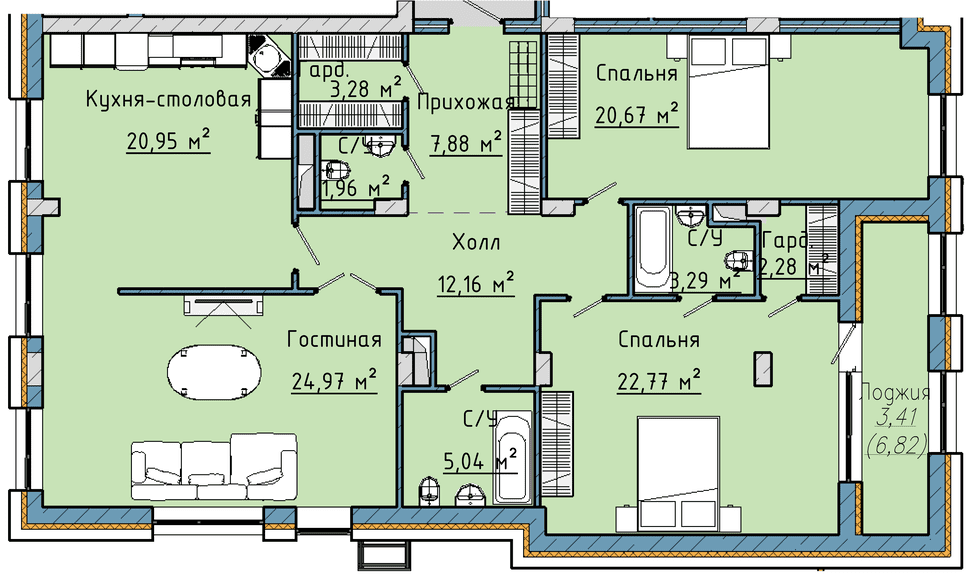 Кухня-столовая
20,95 м²
ард.
3,28 м²
Прихожая
7,88 м²
С/У
1,96 м²
Спальня
20,67 м²
Холл
12,16 м²
С/У
3,29 м²
Гард.
2,28 м²
Гостиная
24,97 м²
С/У
5,04 м²
Спальня
22,77 м²
Лоджия
3,41
(6,82)